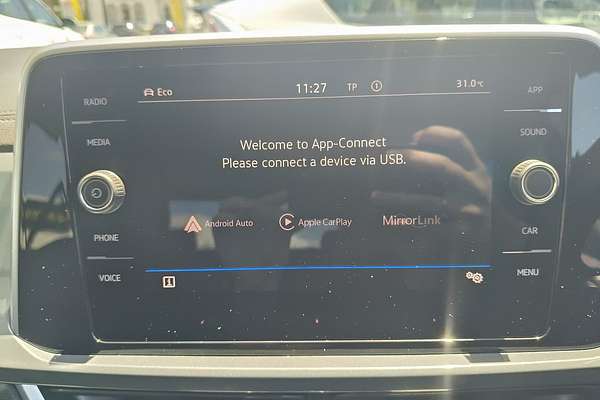 Eco 11:27 TP 31.0°C
RADIO
MEDIA
PHONE
VOICE
Welcome to App-Connect
Please connect a device via USB.
Android Auto Apple CarPlay MirrorLink
APP
SOUND
CAR
MENU